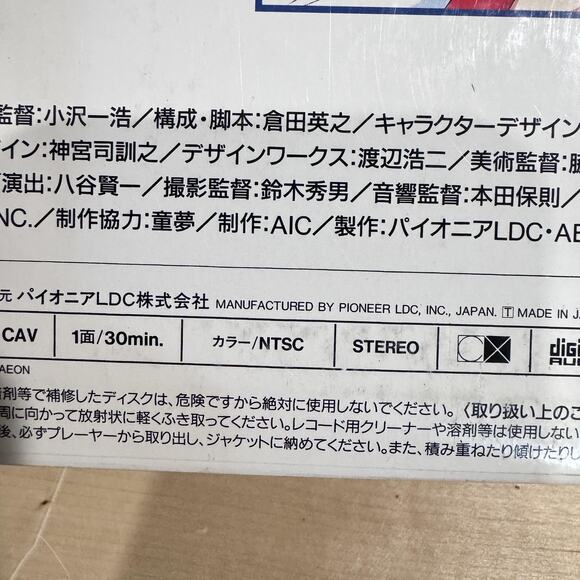 監督:小沢一浩/構成・脚本:倉田英之/キャラクターデザイン
イン:神宮司訓之/デザインワークス:渡辺浩二/美術監督:脇
/演出:八谷賢一/撮影監督:鈴木秀男/音響監督:本田保則/
NC./制作協力:童夢/制作:AIC/製作:パイオニアLDC・AE
元 パイオニアLDC株式会社 MANUFACTURED BY PIONEER LDC, INC., JAPAN. T MADE IN JA
CAV 1面/30min. カラー/NTSC STEREO digi AUD
AEON
溶剤等で補修したディスクは、危険ですから絶対に使用しないでください。〈取り扱い上のご
周に向かって放射状に軽くふき取ってください。レコード用クリーナーや溶剤等は使用しない
後、必ずプレーヤーから取り出し、ジャケットに納めてください。また、積み重ねたり傾けたりし